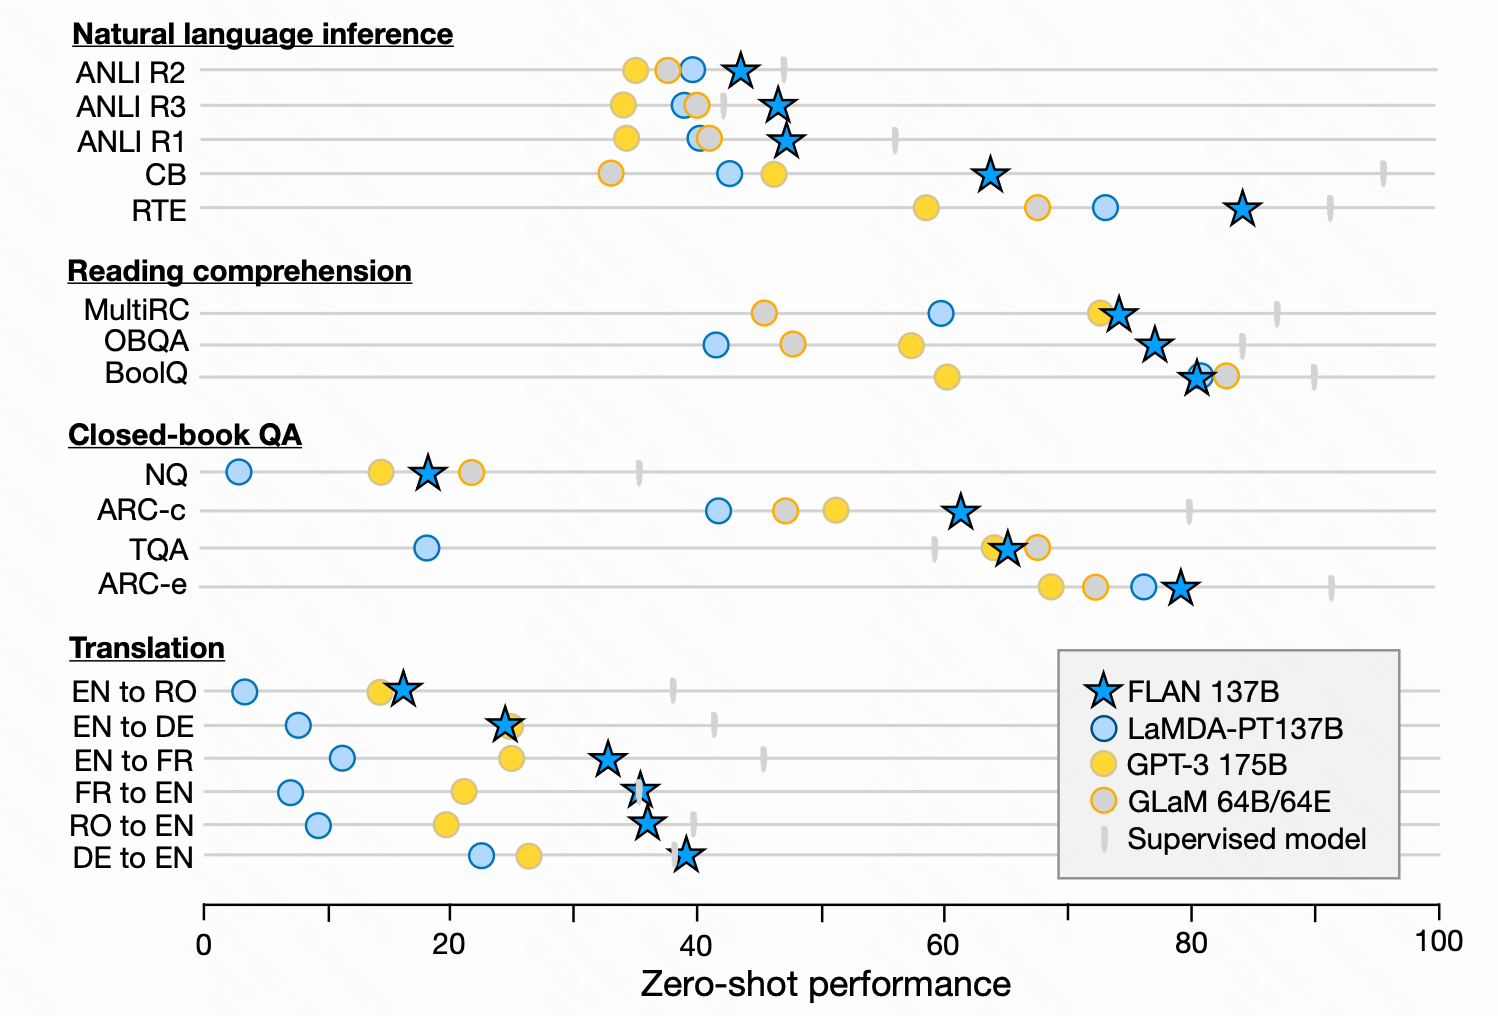 Natural language inference
ANLI R2
ANLI R3
ANLI R1
CB
RTE
Reading comprehension
MultiRC
OBQA
BoolQ
Closed-book QA
NQ
ARC-c
TQA
ARC-e
Translation
EN to RO
EN to DE
EN to FR
FR to EN
RO to EN
DE to EN
FLAN 137B
LaMDA-PT137B
GPT-3 175B
GLaM 64B/64E
Supervised model
0 20 40 60 80 100
Zero-shot performance